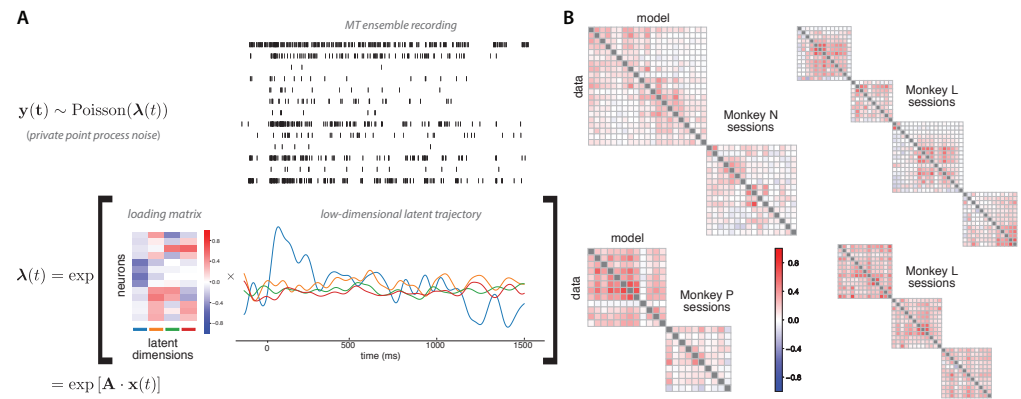 A
MT ensemble recording
y(t) ∼ Poisson(λ(t))
(private point process noise)
loading matrix
low-dimensional latent trajectory
λ(t) = exp
neurons
0.8
0.4
0.0
−0.4
−0.8
×
latent
dimensions
0
500
1000
1500
time (ms)
= exp [A · x(t)]
B
model
data
Monkey N
sessions
Monkey L
sessions
model
data
Monkey P
sessions
0.8
0.4
0.0
−0.4
−0.8
Monkey L
sessions